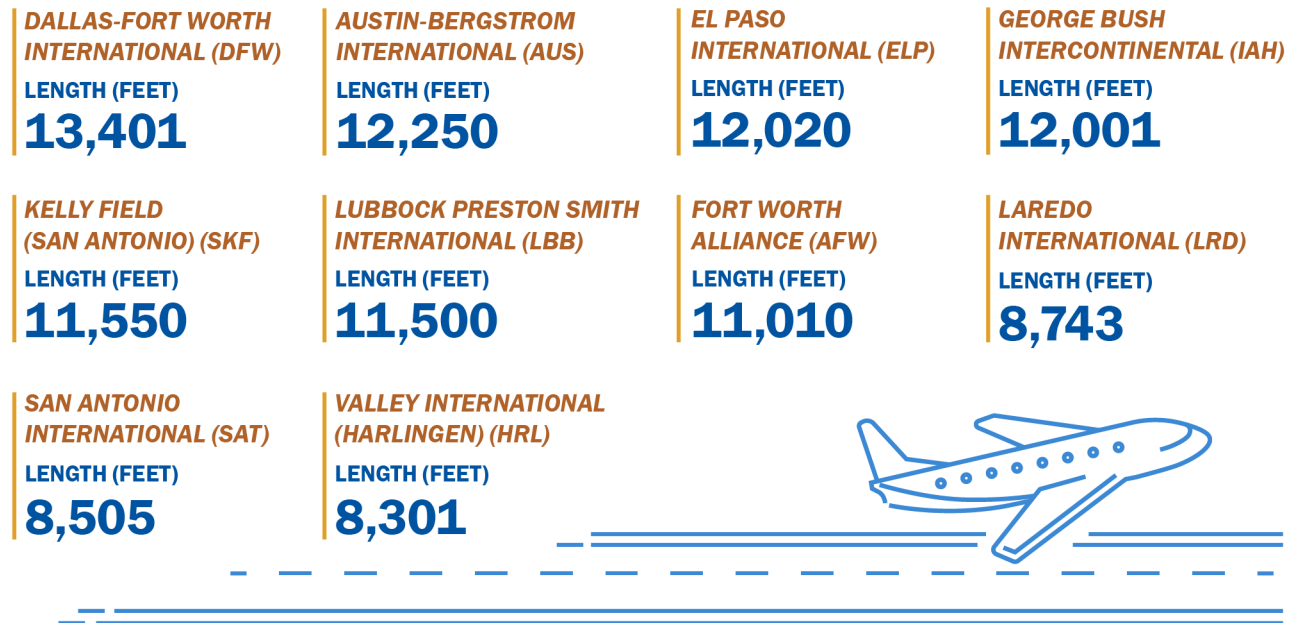 DALLAS-FORT WORTH
INTERNATIONAL (DFW)
LENGTH (FEET)
13,401
AUSTIN-BERGSTROM
INTERNATIONAL (AUS)
LENGTH (FEET)
12,250
EL PASO
INTERNATIONAL (ELP)
LENGTH (FEET)
12,020
GEORGE BUSH
INTERCONTINENTAL (IAH)
LENGTH (FEET)
12,001
KELLY FIELD
(SAN ANTONIO) (SKF)
LENGTH (FEET)
11,550
LUBBOCK PRESTON SMITH
INTERNATIONAL (LBB)
LENGTH (FEET)
11,500
FORT WORTH
ALLIANCE (AFW)
LENGTH (FEET)
11,010
LAREDO
INTERNATIONAL (LRD)
LENGTH (FEET)
8,743
SAN ANTONIO
INTERNATIONAL (SAT)
LENGTH (FEET)
8,505
VALLEY INTERNATIONAL
(HARLINGEN) (HRL)
LENGTH (FEET)
8,301